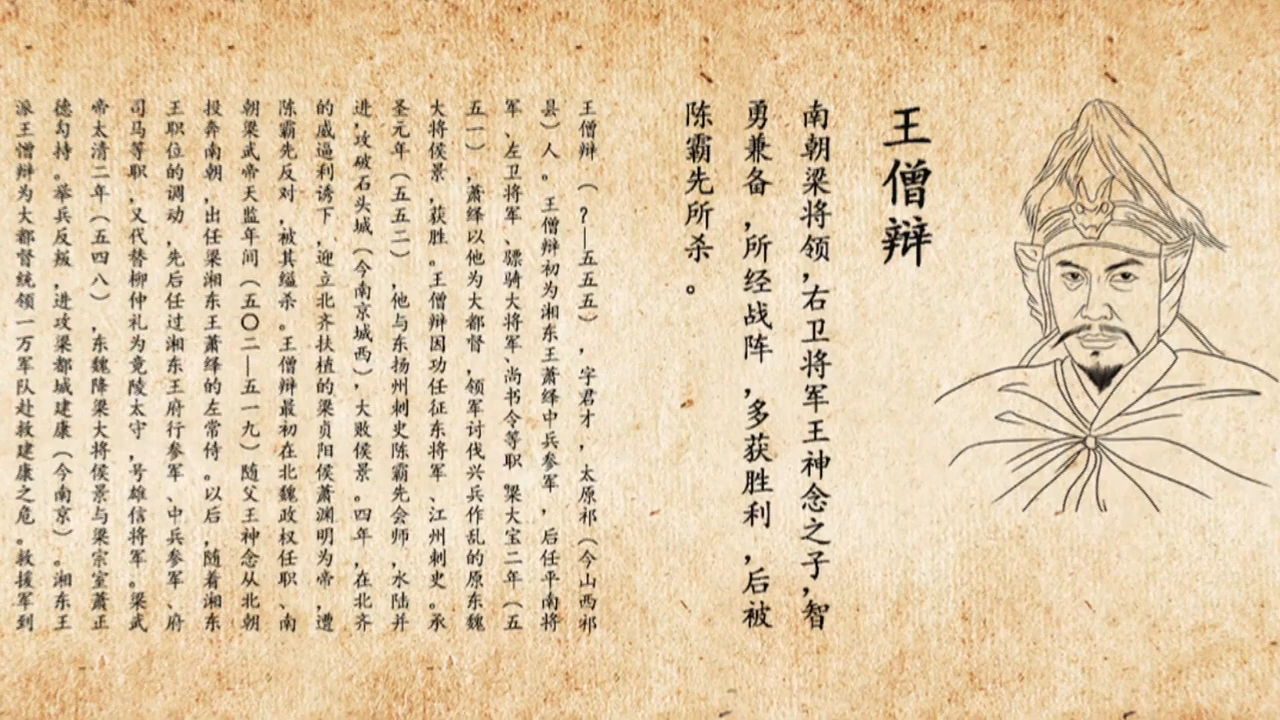 王僧辩
南朝梁将领,右卫将军王神念之子,智
勇兼备,所经战阵,多获胜利,后被
陈霸先所杀。
王僧辩(?—五五五),字君才,太原祁(今山西祁
县)人。王僧辩初为湘东王萧绎中兵参军,后任平南将
军、左卫将军、骠骑大将军、尚书令等职。梁大宝二年(五
五一),萧绎以他为大都督,领军讨伐兴兵作乱的原东魏
大将侯景,获胜。王僧辩因功任征东将军、江州刺史。承
圣元年(五五二),他与东扬州刺史陈霸先会师,水陆并
进,攻破石头城(今南京城西),大败侯景。四年,在北齐
的威逼利诱下,迎立北齐扶植的梁贞阳侯萧渊明为帝,遭
陈霸先反对,被其缢杀。王僧辩最初在北魏政权任职、南
朝梁武帝天监年间(五〇二—五一九)随父王神念从北朝
投奔南朝,出任梁湘东王萧绎的左常侍。以后,随着湘东
王职位的调动,先后任过湘东王府行参军、中兵参军、府
司马等职,又代替柳仲礼为竟陵太守,号雄信将军。梁武
帝太清二年(五四八),东魏降梁大将侯景与梁宗室萧正
德勾持。举兵反叛,进攻梁都城建康(今南京)。湘东王
派王僧辩为大都督统领一万军队赴救建康之危。救援军到